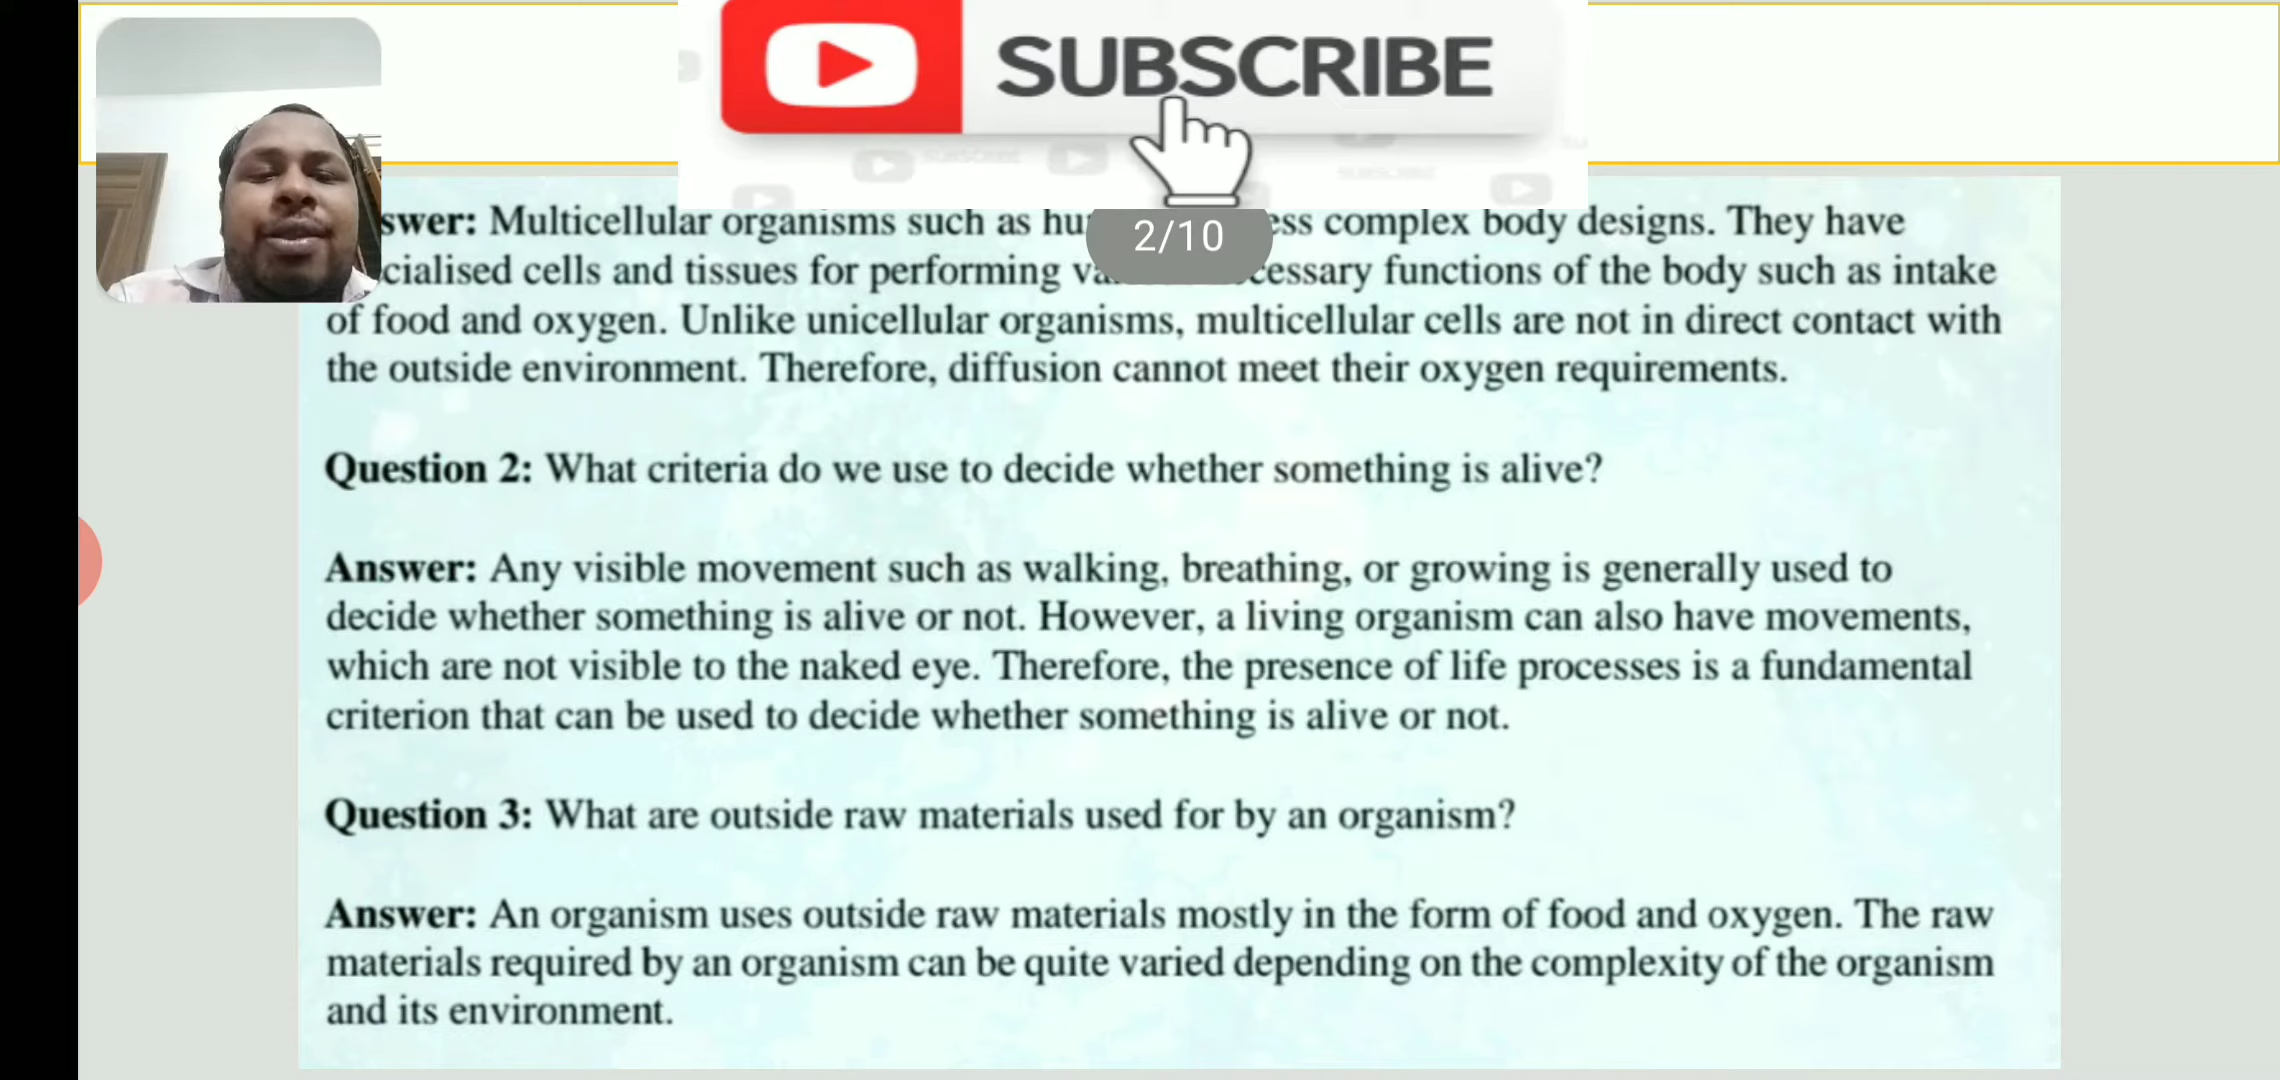 SUBSCRIBE
2/10
swer: Multicellular organisms such as complex body designs. They have
cialised cells and tissues for performing functions of the body such as intake
of food and oxygen. Unlike unicellular organisms, multicellular cells are not in direct contact with
the outside environment. Therefore, diffusion cannot meet their oxygen requirements.
Question 2: What criteria do we use to decide whether something is alive?
Answer: Any visible movement such as walking, breathing, or growing is generally used to
decide whether something is alive or not. However, a living organism can also have movements,
which are not visible to the naked eye. Therefore, the presence of life processes is a fundamental
criterion that can be used to decide whether something is alive or not.
Question 3: What are outside raw materials used for by an organism?
Answer: An organism uses outside raw materials mostly in the form of food and oxygen. The raw
materials required by an organism can be quite varied depending on the complexity of the organism
and its environment.